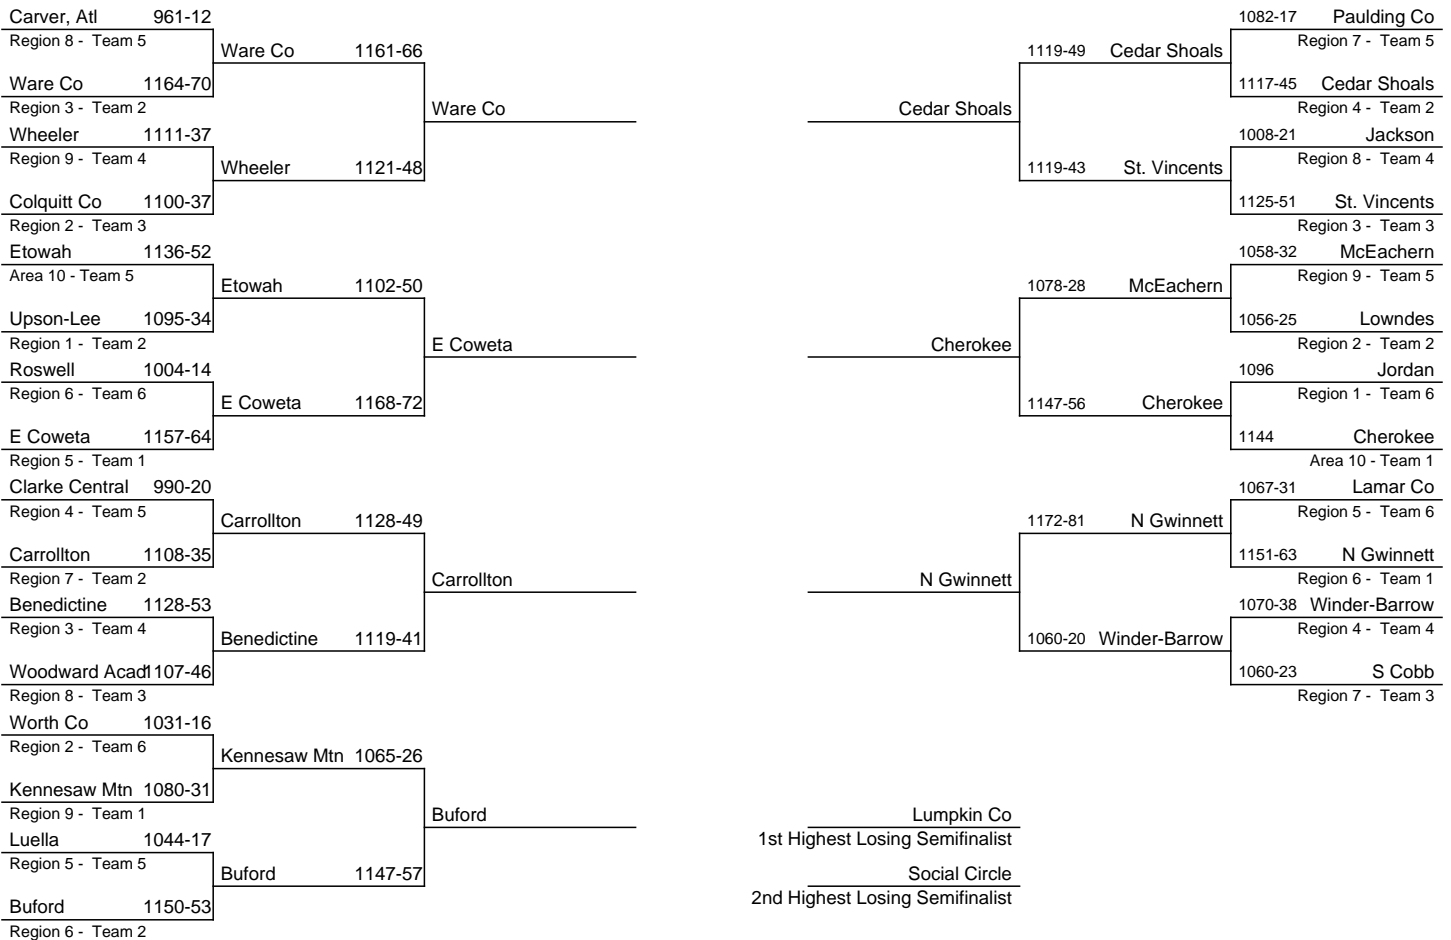 Carver, Atl 961-12
Region 8 - Team 5
Ware Co 1161-66
Ware Co 1164-70
Region 3 - Team 2
Ware Co
Wheeler 1111-37
Region 9 - Team 4
Wheeler 1121-48
Colquitt Co 1100-37
Region 2 - Team 3
Etowah 1136-52
Area 10 - Team 5
Etowah 1102-50
Upson-Lee 1095-34
Region 1 - Team 2
E Coweta
Roswell 1004-14
Region 6 - Team 6
E Coweta 1168-72
E Coweta 1157-64
Region 5 - Team 1
Clarke Central 990-20
Region 4 - Team 5
Carrollton 1128-49
Carrollton 1108-35
Region 7 - Team 2
Carrollton
Benedictine 1128-53
Region 3 - Team 4
Benedictine 1119-41
Woodward Acad 1107-46
Region 8 - Team 3
Worth Co 1031-16
Region 2 - Team 6
Kennesaw Mtn 1065-26
Kennesaw Mtn 1080-31
Region 9 - Team 1
Buford
Luella 1044-17
Region 5 - Team 5
Buford 1147-57
Buford 1150-53
Region 6 - Team 2
1082-17 Paulding Co
Region 7 - Team 5
1119-49 Cedar Shoals
1117-45 Cedar Shoals
Region 4 - Team 2
Cedar Shoals
1008-21 Jackson
Region 8 - Team 4
1119-43 St. Vincents
1125-51 St. Vincents
Region 3 - Team 3
1058-32 McEachern
Region 9 - Team 5
1078-28 McEachern
1056-25 Lowndes
Region 2 - Team 2
Cherokee
1096 Jordan
Region 1 - Team 6
1147-56 Cherokee
1144 Cherokee
Area 10 - Team 1
1067-31 Lamar Co
Region 5 - Team 6
1172-81 N Gwinnett
1151-63 N Gwinnett
Region 6 - Team 1
N Gwinnett
1070-38 Winder-Barrow
Region 4 - Team 4
1060-20 Winder-Barrow
1060-23 S Cobb
Region 7 - Team 3
Lumpkin Co
1st Highest Losing Semifinalist
Social Circle
2nd Highest Losing Semifinalist